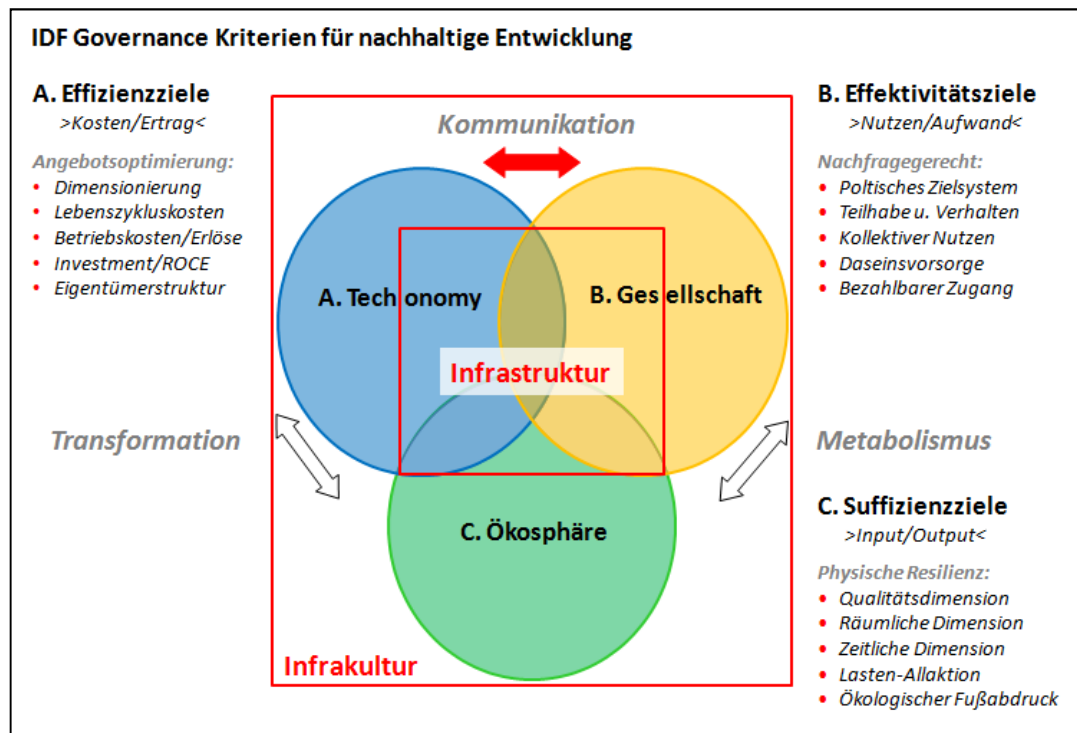 IDF Governance Kriterien für nachhaltige Entwicklung
A. Effizienzziele
>Kosten/Ertrag<
Angebotsoptimierung:
• Dimensionierung
• Lebenszykluskosten
• Betriebskosten/Erlöse
• Investment/ROCE
• Eigentümerstruktur
B. Effektivitätsziele
>Nutzen/Aufwand<
Nachfragegerecht:
• Poltisches Zielsystem
• Teilhabe u. Verhalten
• Kollektiver Nutzen
• Daseinsvorsorge
• Bezahlbarer Zugang
Kommunikation
A. Tech onomy
B. Gesellschaft
Infrastruktur
Transformation
Metabolismus
C. Ökosphäre
C. Suffizienzziele
>Input/Output<
Physische Resilienz:
• Qualitätsdimension
• Räumliche Dimension
• Zeitliche Dimension
• Lasten-Allaktion
• Ökologischer Fußabdruck
Infrakultur